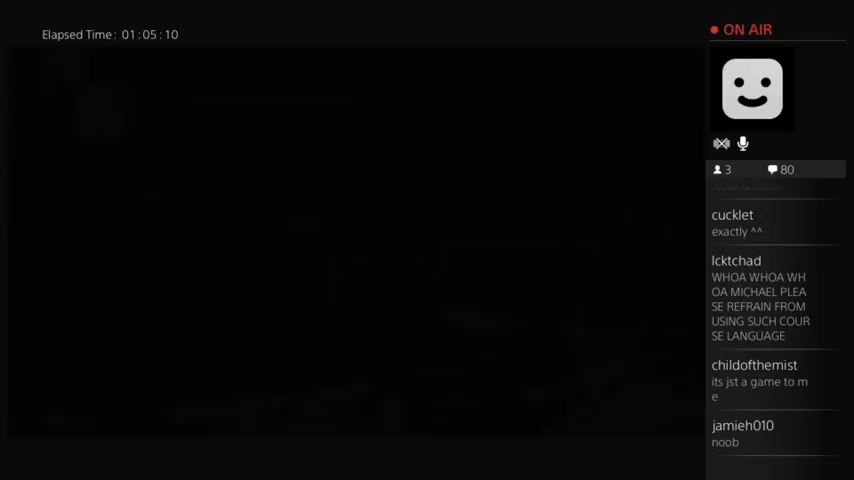 Elapsed Time: 01:05:10
ON AIR
3 80
cucklet
exactly ^^
lcktchad
WHOA WHOA WH
OA MICHAEL PLEA
SE REFRAIN FROM
USING SUCH COUR
SE LANGUAGE
childofthemist
its jst a game to m
e
jamieh010
noob